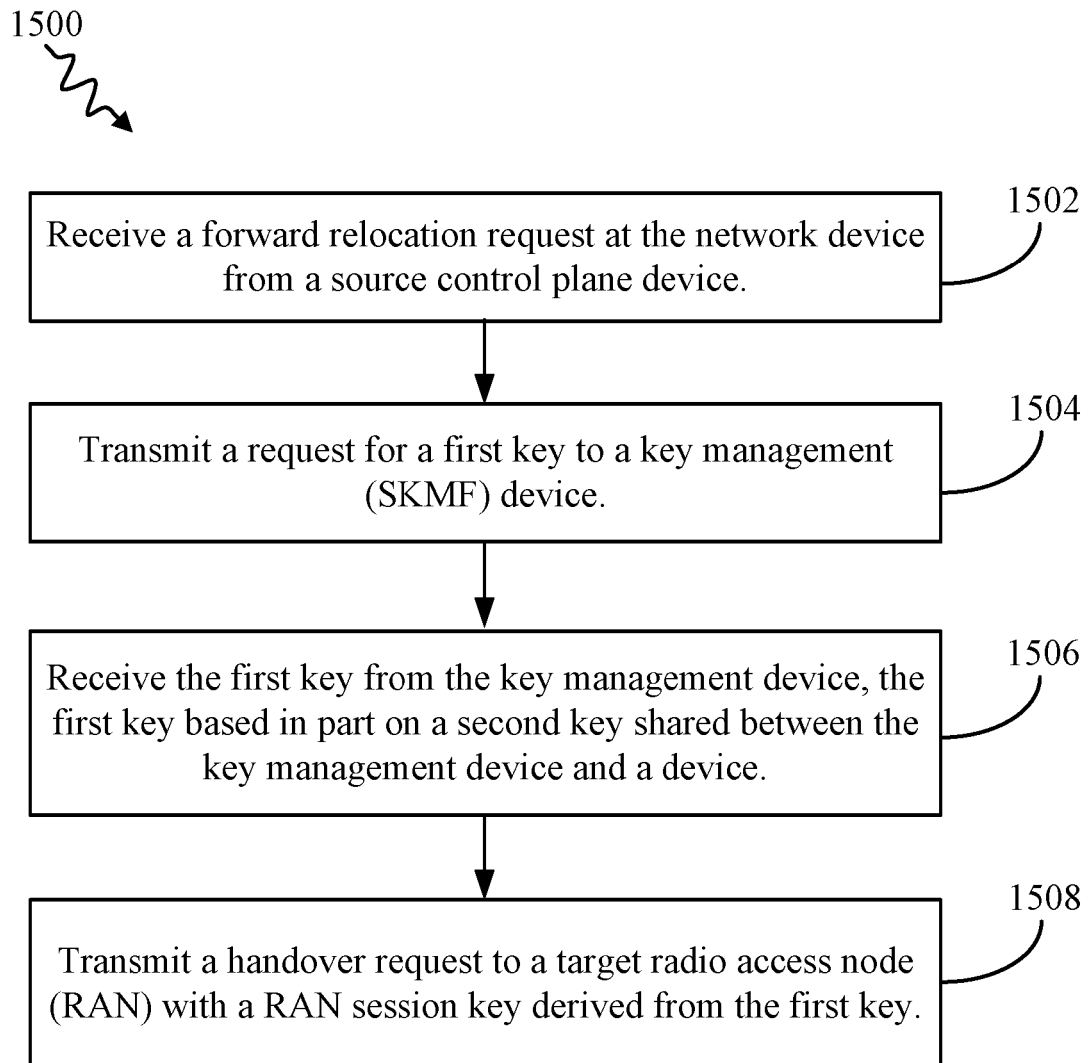 1500
1502
Receive a forward relocation request at the network device
from a source control plane device.
1504
Transmit a request for a first key to a key management
(SKMF) device.
1506
Receive the first key from the key management device, the
first key based in part on a second key shared between the
key management device and a device.
1508
Transmit a handover request to a target radio access node
(RAN) with a RAN session key derived from the first key.